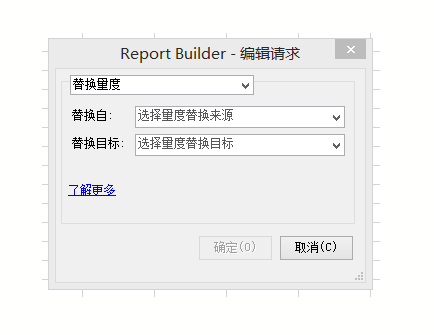 Report Builder - 编辑请求
替换量度
替换自: 选择量度替换来源
替换目标: 选择量度替换目标
了解更多
确定(O) 取消(C)